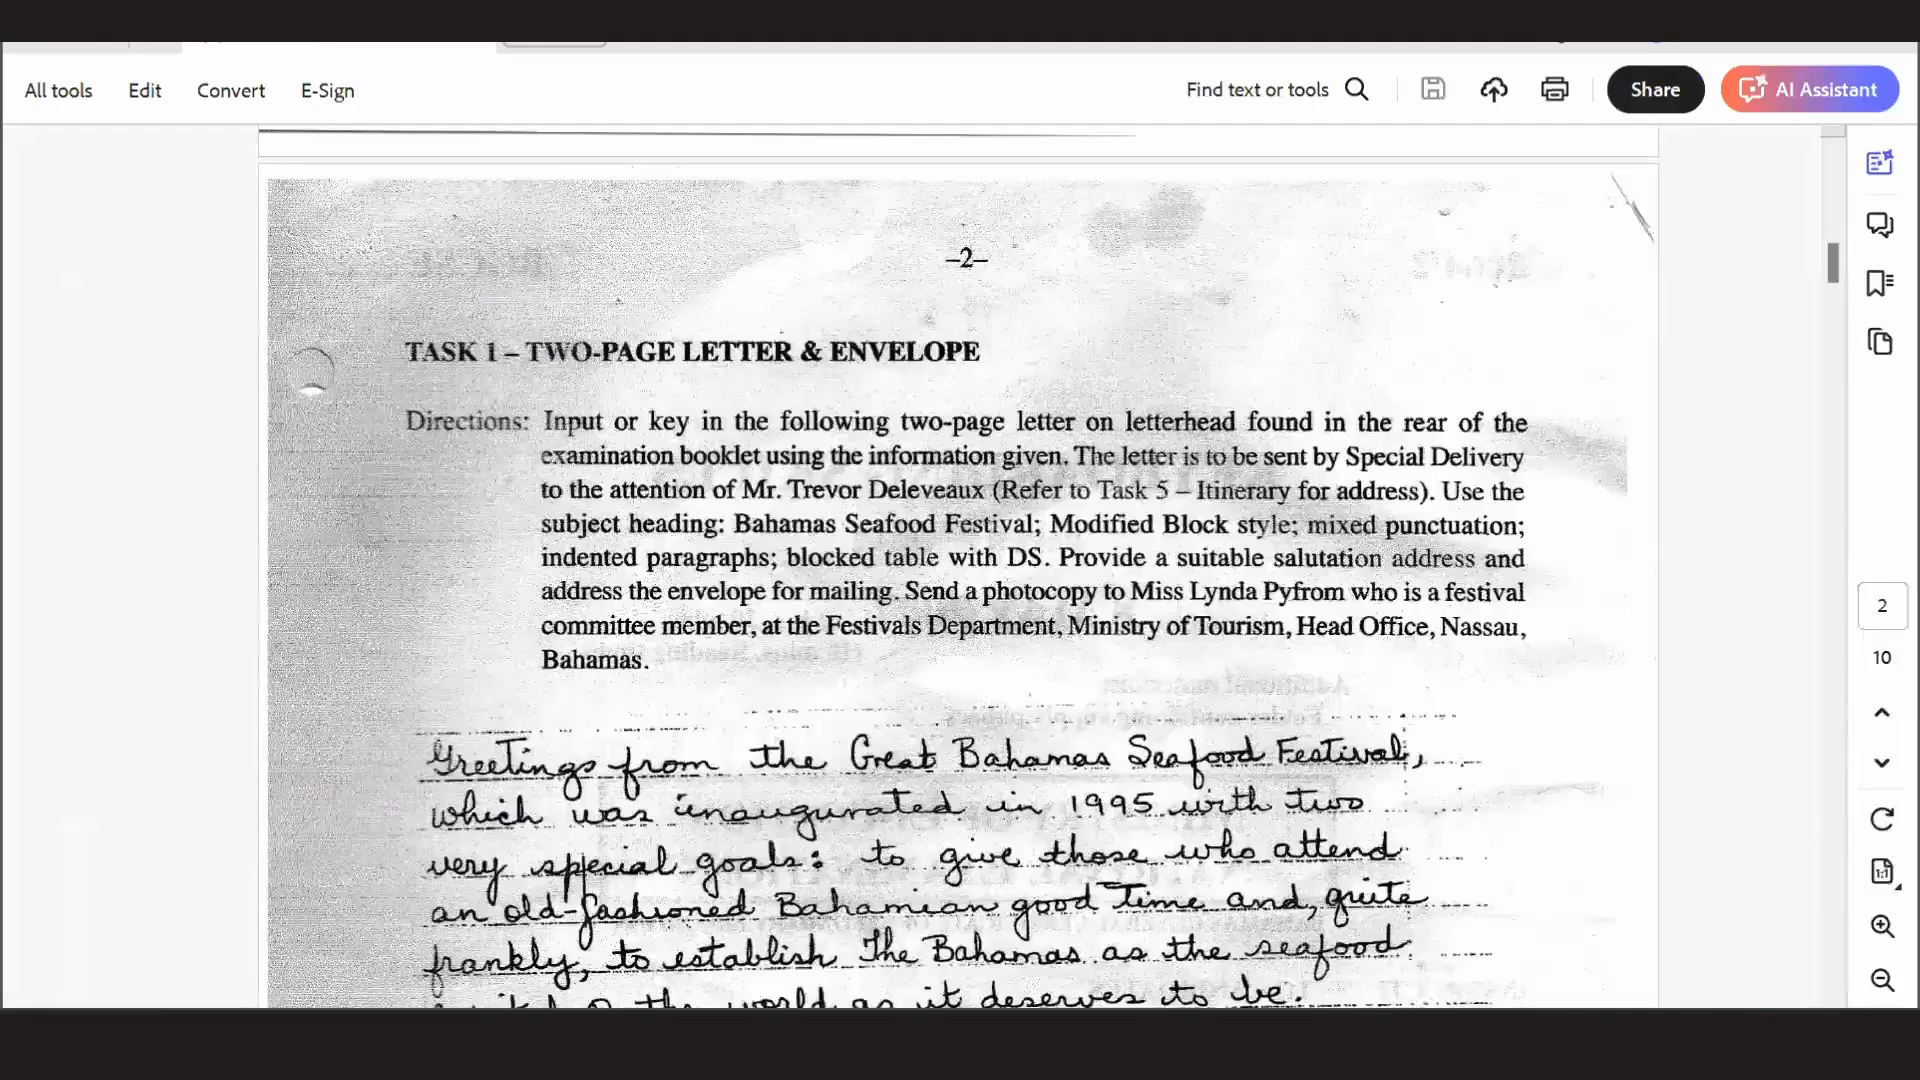 All tools Edit Convert E-Sign Find text or tools Share AI Assistant
–2–
TASK 1 – TWO-PAGE LETTER & ENVELOPE
Directions: Input or key in the following two-page letter on letterhead found in the rear of the
examination booklet using the information given. The letter is to be sent by Special Delivery
to the attention of Mr. Trevor Deleveaux (Refer to Task 5 – Itinerary for address). Use the
subject heading: Bahamas Seafood Festival; Modified Block style; mixed punctuation;
indented paragraphs; blocked table with DS. Provide a suitable salutation address and
address the envelope for mailing. Send a photocopy to Miss Lynda Pyfrom who is a festival
committee member, at the Festivals Department, Ministry of Tourism, Head Office, Nassau,
Bahamas.
Greetings from the Great Bahamas Seafood Festival,
which was inaugurated in 1995 with two
very special goals: to give those who attend
an old-fashioned Bahamian good time and, quite
frankly, to establish The Bahamas as the seafood
the world as it deserves to be.
2
10
1:1